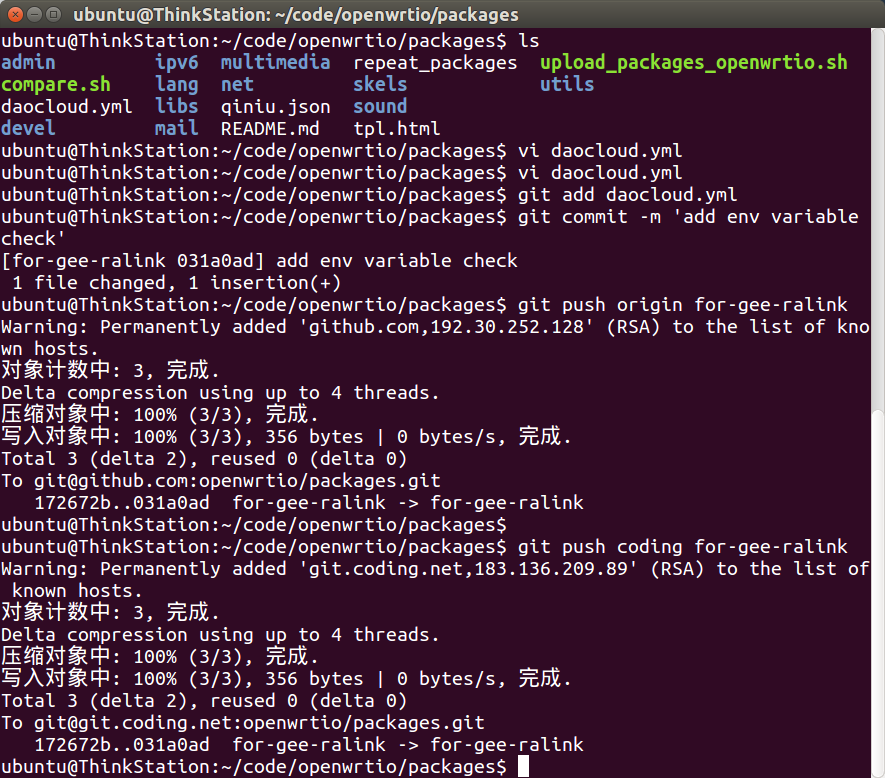 ubuntu@ThinkStation: ~/code/openwrtio/packages
ubuntu@ThinkStation:~/code/openwrtio/packages$ ls
admin ipv6 multimedia repeat_packages upload_packages_openwrtio.sh
compare.sh lang net skels utils
daocloud.yml libs qiniu.json sound
devel mail README.md tpl.html
ubuntu@ThinkStation:~/code/openwrtio/packages$ vi daocloud.yml
ubuntu@ThinkStation:~/code/openwrtio/packages$ vi daocloud.yml
ubuntu@ThinkStation:~/code/openwrtio/packages$ git add daocloud.yml
ubuntu@ThinkStation:~/code/openwrtio/packages$ git commit -m 'add env variable
check'
[for-gee-ralink 031a0ad] add env variable check
1 file changed, 1 insertion(+)
ubuntu@ThinkStation:~/code/openwrtio/packages$ git push origin for-gee-ralink
Warning: Permanently added 'github.com,192.30.252.128' (RSA) to the list of kno
wn hosts.
对象计数中: 3, 完成.
Delta compression using up to 4 threads.
压缩对象中: 100% (3/3), 完成.
写入对象中: 100% (3/3), 356 bytes | 0 bytes/s, 完成.
Total 3 (delta 2), reused 0 (delta 0)
To git@github.com:openwrtio/packages.git
172672b..031a0ad for-gee-ralink -> for-gee-ralink
ubuntu@ThinkStation:~/code/openwrtio/packages$
ubuntu@ThinkStation:~/code/openwrtio/packages$ git push coding for-gee-ralink
Warning: Permanently added 'git.coding.net,183.136.209.89' (RSA) to the list of
known hosts.
对象计数中: 3, 完成.
Delta compression using up to 4 threads.
压缩对象中: 100% (3/3), 完成.
写入对象中: 100% (3/3), 356 bytes | 0 bytes/s, 完成.
Total 3 (delta 2), reused 0 (delta 0)
To git@git.coding.net:openwrtio/packages.git
172672b..031a0ad for-gee-ralink -> for-gee-ralink
ubuntu@ThinkStation:~/code/openwrtio/packages$